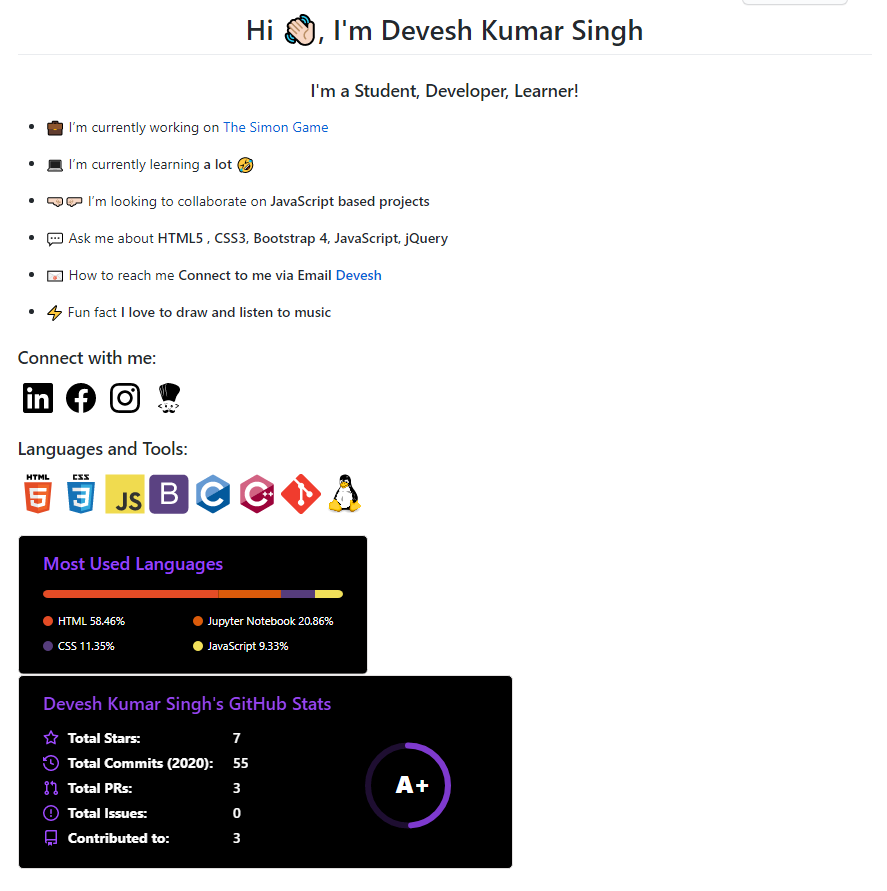 Hi 👋, I'm Devesh Kumar Singh
I'm a Student, Developer, Learner!
I’m currently working on The Simon Game
I’m currently learning a lot 🤣
I’m looking to collaborate on JavaScript based projects
Ask me about HTML5 , CSS3, Bootstrap 4, JavaScript, jQuery
How to reach me Connect to me via Email Devesh
Fun fact I love to draw and listen to music
Connect with me:
in
Languages and Tools:
HTML 5 CSS 3 JS B C C++
Most Used Languages
HTML 58.46% Jupyter Notebook 20.86%
CSS 11.35% JavaScript 9.33%
Devesh Kumar Singh's GitHub Stats
Total Stars: 7
Total Commits (2020): 55
Total PRs: 3
Total Issues: 0
Contributed to: 3
A+